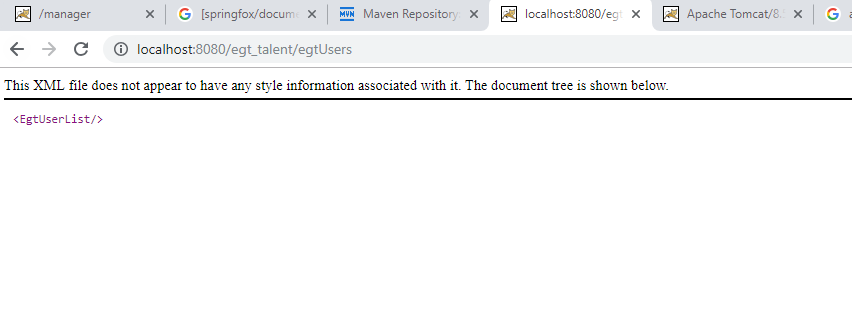 /manager
[springfox/docume
Maven Repository
localhost:8080/egt
Apache Tomcat/8.
localhost:8080/egt_talent/egtUsers
This XML file does not appear to have any style information associated with it. The document tree is shown below.
<EgtUserList/>